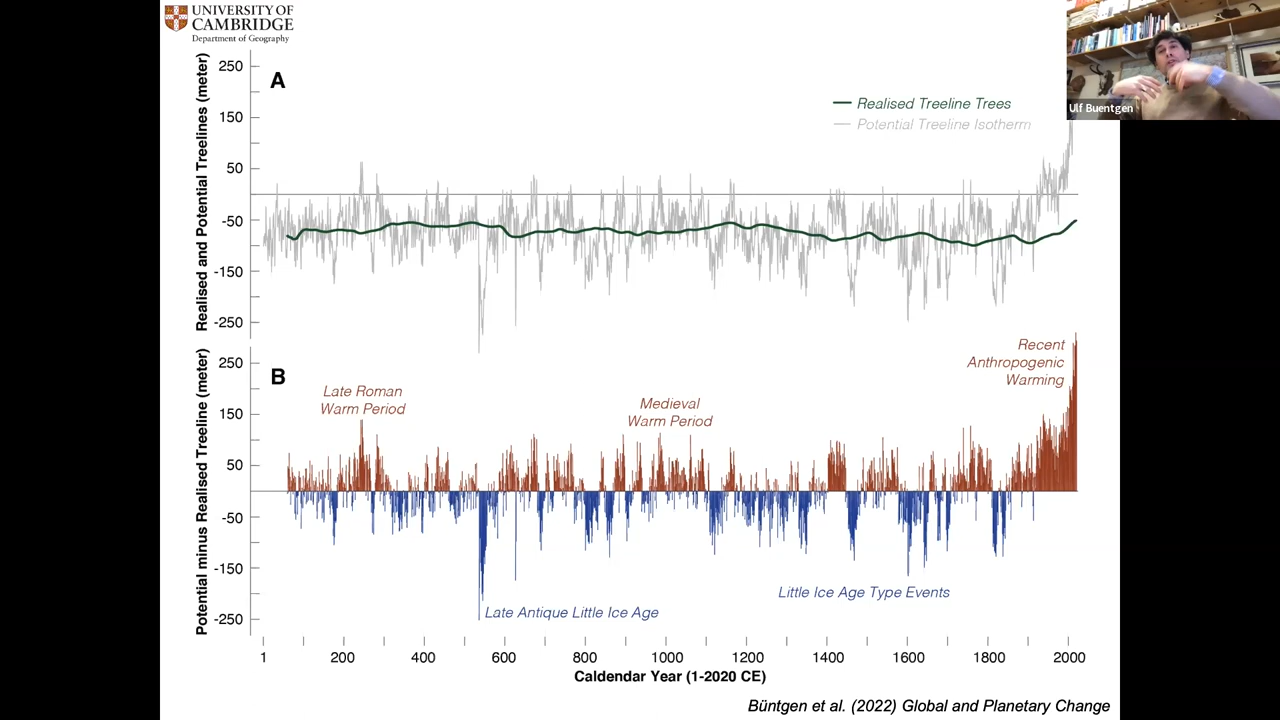 UNIVERSITY OF
CAMBRIDGE
Department of Geography
Realised and Potential Treelines (meter)
250
150
50
-50
-150
-250
A
Realised Treeline Trees
Potential Treeline Isotherm
Ulf Buentgen
Potential minus Realised Treeline (meter)
250
150
50
-50
-150
-250
B
Late Roman
Warm Period
Medieval
Warm Period
Recent
Anthropogenic
Warming
Late Antique Little Ice Age
Little Ice Age Type Events
1 200 400 600 800 1000 1200 1400 1600 1800 2000
Caldendar Year (1-2020 CE)
Büntgen et al. (2022) Global and Planetary Change